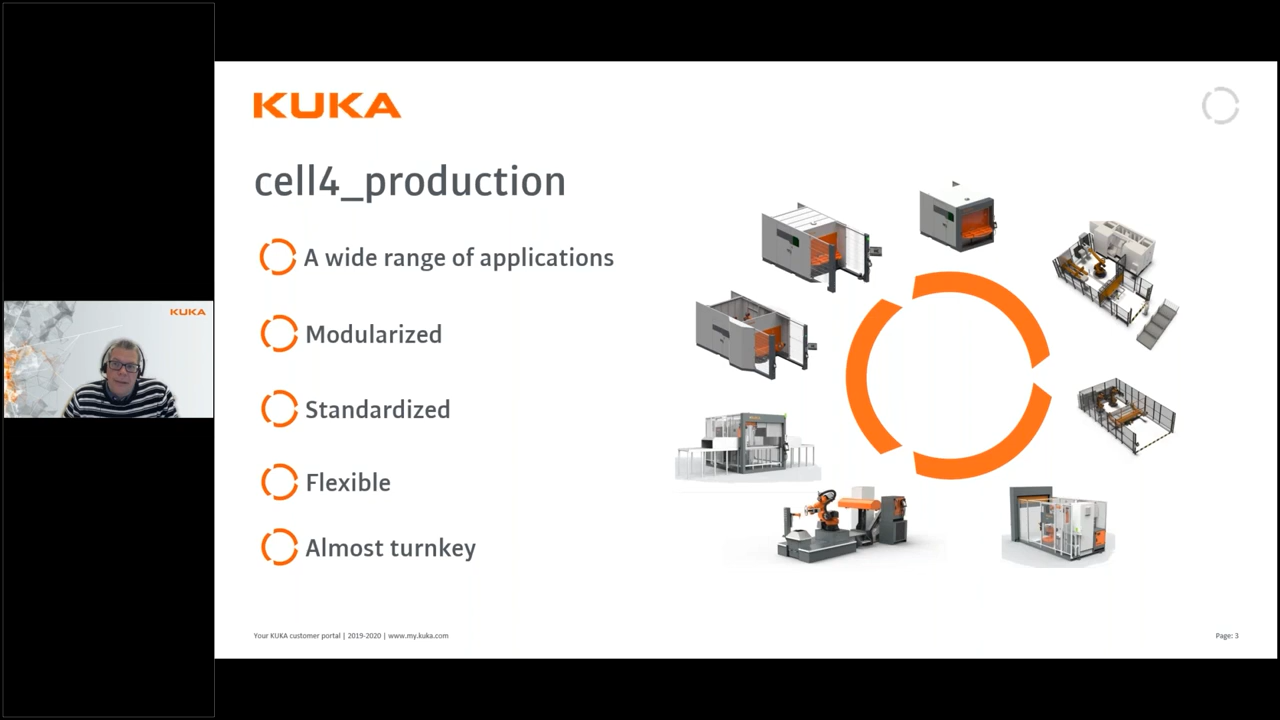 KUKA
KUKA
cell4_production
A wide range of applications
Modularized
Standardized
Flexible
Almost turnkey
Your KUKA customer portal | 2019-2020 | www.my.kuka.com
Page: 3